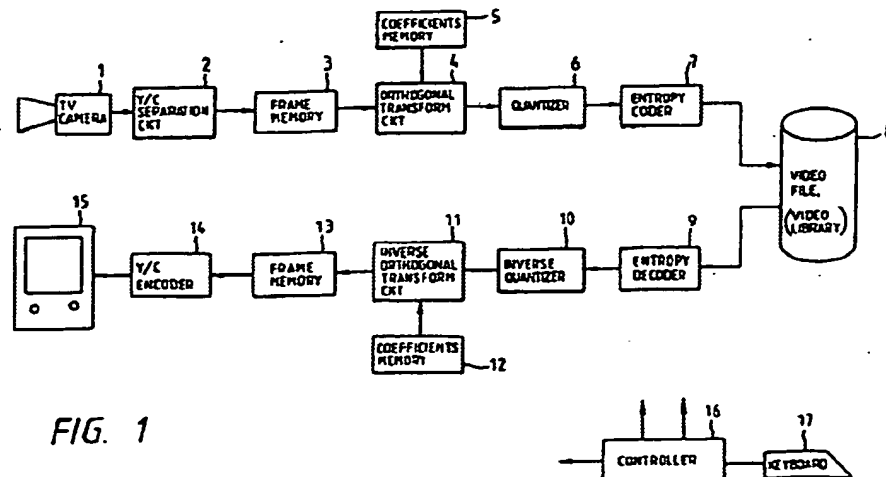 5
COEFFICIENTS
MEMORY
1
2
3
4
6
7
TV
CAMERA
Y/C
SEPARATION
CKT
FRAME
MEMORY
ORTHOGONAL
TRANSFORM
CKT
QUANTIZER
ENTROPY
CODER
8
VIDEO
FILE,
(VIDEO
LIBRARY)
15
14
13
11
10
9
Y/C
ENCODER
FRAME
MEMORY
INVERSE
ORTHOGONAL
TRANSFORM
CKT
INVERSE
QUANTIZER
ENTROPY
DECODER
COEFFICIENTS
MEMORY
12
FIG. 1
16
17
CONTROLLER
KEYBOARD